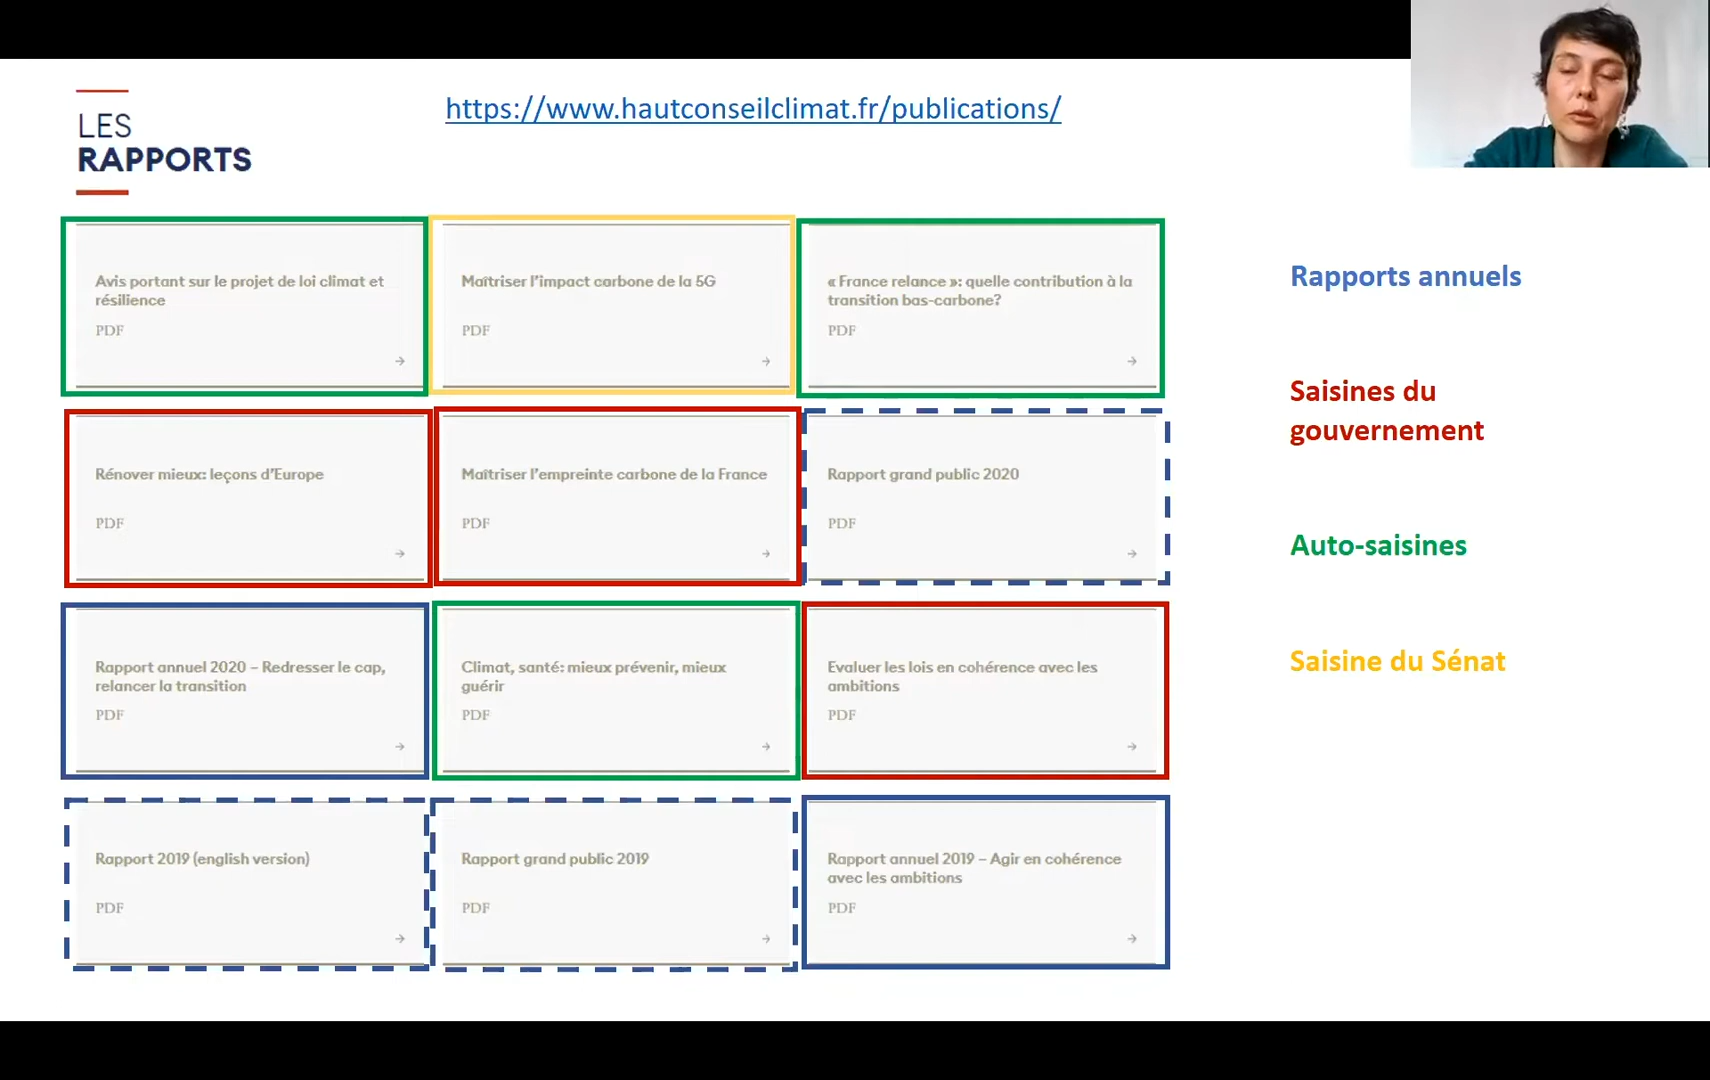 LES
RAPPORTS
https://www.hautconseilclimat.fr/publications/
Avis portant sur le projet de loi climat et
résilience
PDF
Maîtriser l'impact carbone de la 5G
PDF
« France relance »: quelle contribution à la
transition bas-carbone?
PDF
Rénover mieux: leçons d'Europe
PDF
Maîtriser l'empreinte carbone de la France
PDF
Rapport grand public 2020
PDF
Rapport annuel 2020 – Redresser le cap,
relancer la transition
PDF
Climat, santé: mieux prévenir, mieux
guérir
PDF
Evaluer les lois en cohérence avec les
ambitions
PDF
Rapport 2019 (english version)
PDF
Rapport grand public 2019
PDF
Rapport annuel 2019 – Agir en cohérence
avec les ambitions
PDF
Rapports annuels
Saisines du
gouvernement
Auto-saisines
Saisine du Sénat